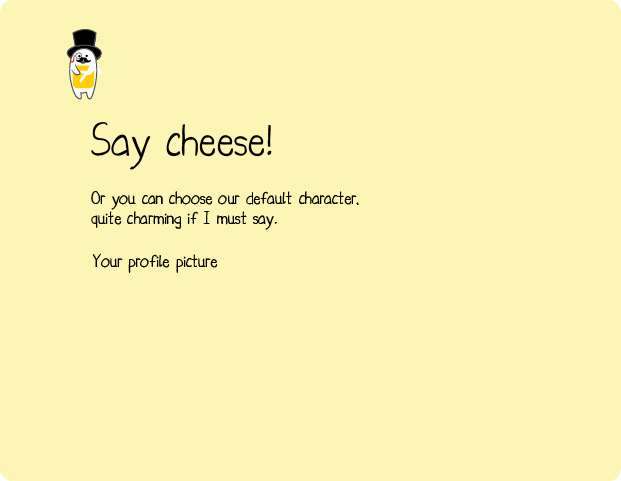 Say cheese!
Or you can choose our default character,
quite charming if I must say.
Your profile picture